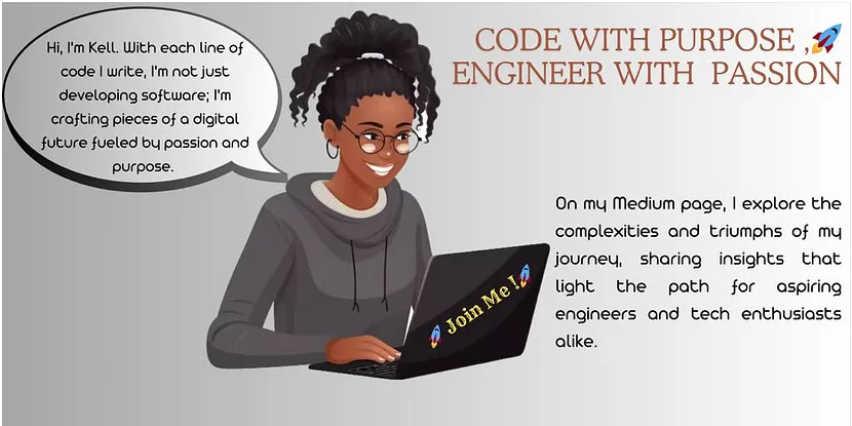 Hi, I'm Kell. With each line of
code I write, I'm not just
developing software; I'm
crafting pieces of a digital
future fueled by passion and
purpose.
CODE WITH PURPOSE ,🚀
ENGINEER WITH PASSION
On my Medium page, I explore the
complexities and triumphs of my
journey, sharing insights that
light the path for aspiring
engineers and tech enthusiasts
alike.
🚀 Join Me !🚀